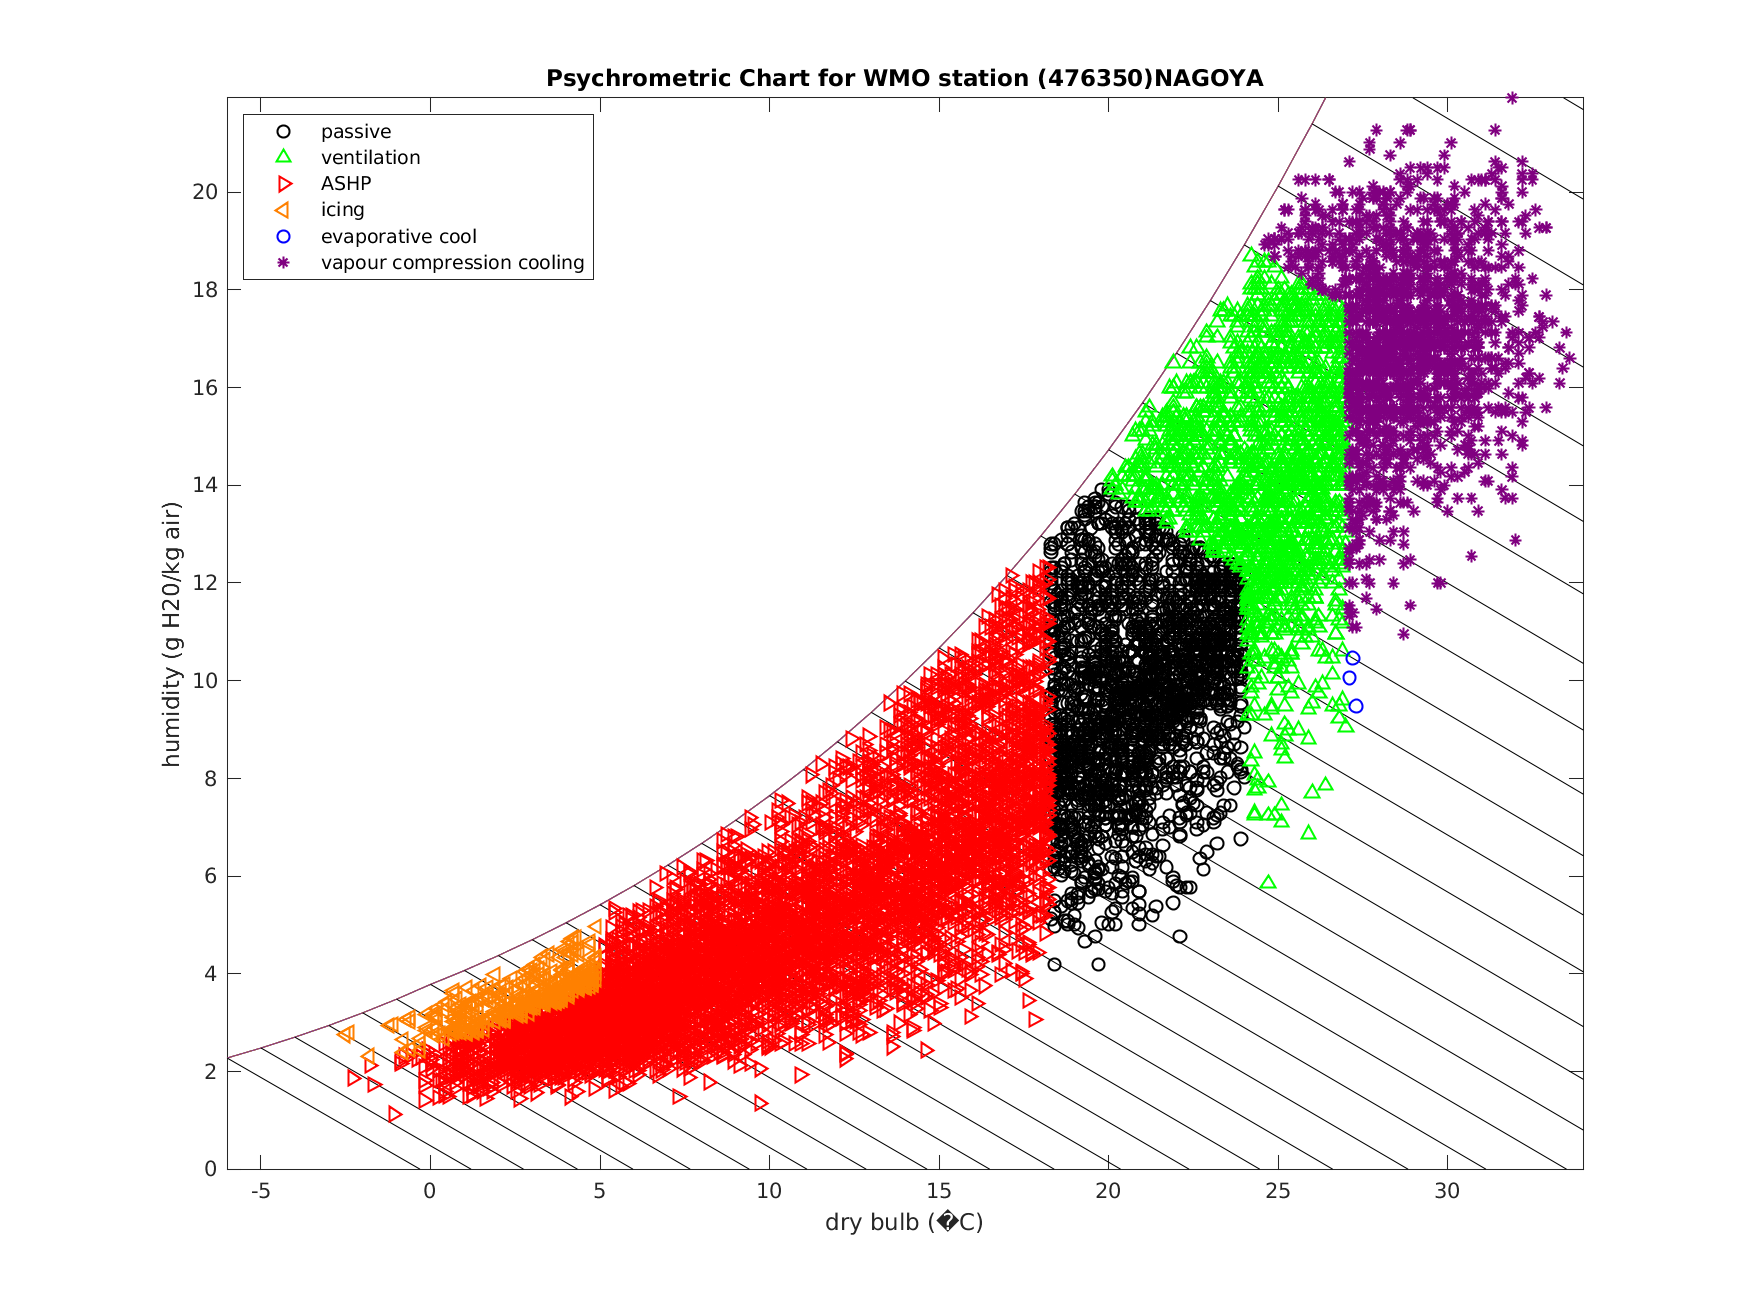 Psychrometric Chart for WMO station (476350)NAGOYA
passive
ventilation
ASHP
icing
evaporative cool
vapour compression cooling
humidity (g H20/kg air)
20
18
16
14
12
10
8
6
4
2
0
-5 0 5 10 15 20 25 30
dry bulb (�C)